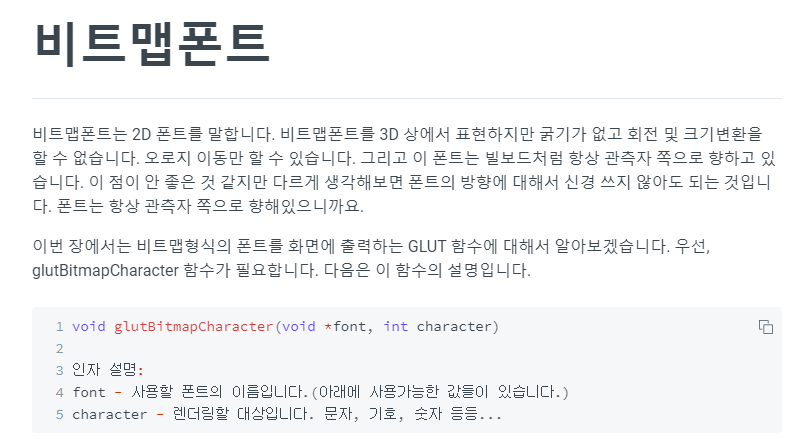 비트맵폰트
비트맵폰트는 2D 폰트를 말합니다. 비트맵폰트를 3D 상에서 표현하지만 굵기가 없고 회전 및 크기변환을
할 수 없습니다. 오로지 이동만 할 수 있습니다. 그리고 이 폰트는 빌보드처럼 항상 관측자 쪽으로 향하고 있
습니다. 이 점이 안 좋은 것 같지만 다르게 생각해보면 폰트의 방향에 대해서 신경 쓰지 않아도 되는 것입니
다. 폰트는 항상 관측자 쪽으로 향해있으니까요.
이번 장에서는 비트맵형식의 폰트를 화면에 출력하는 GLUT 함수에 대해서 알아보겠습니다. 우선,
glutBitmapCharacter 함수가 필요합니다. 다음은 이 함수의 설명입니다.
1 void glutBitmapCharacter(void *font, int character)
2
3 인자 설명:
4 font - 사용할 폰트의 이름입니다.(아래에 사용가능한 값들이 있습니다.)
5 character - 렌더링할 대상입니다. 문자, 기호, 숫자 등등...